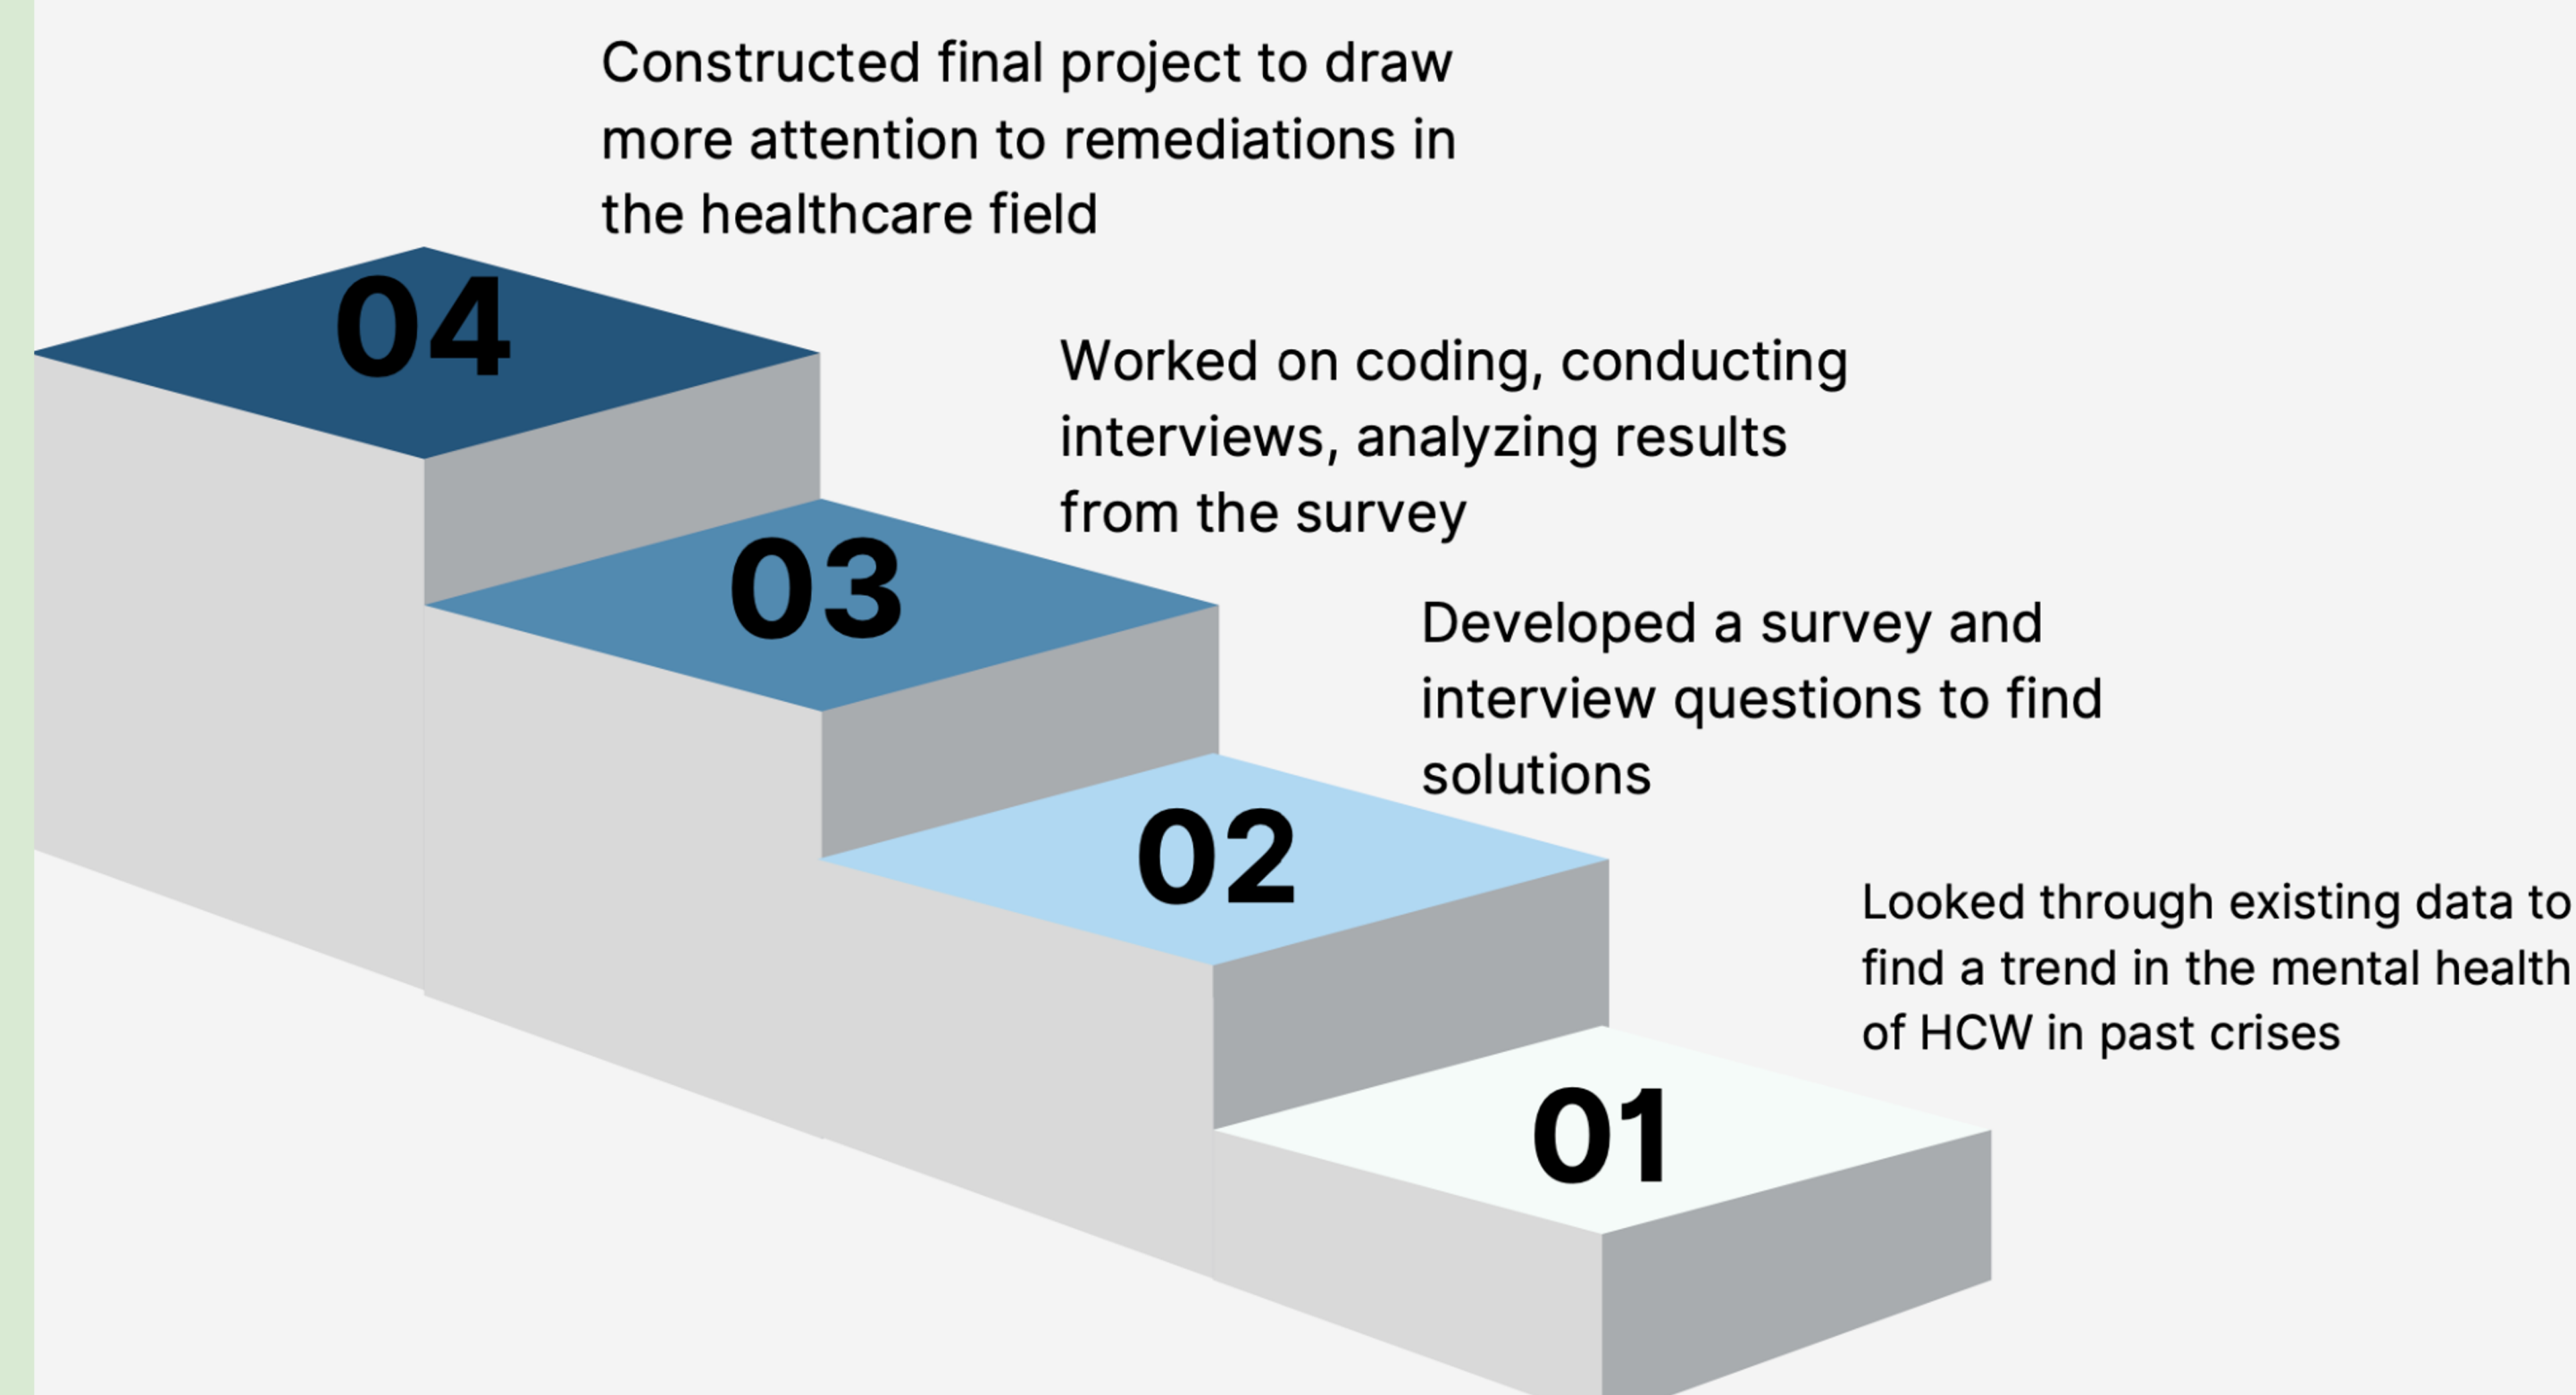 Constructed final project to draw
more attention to remediations in
the healthcare field
04
Worked on coding, conducting
interviews, analyzing results
from the survey
03
Developed a survey and
interview questions to find
solutions
02
Looked through existing data to
find a trend in the mental health
of HCW in past crises
01